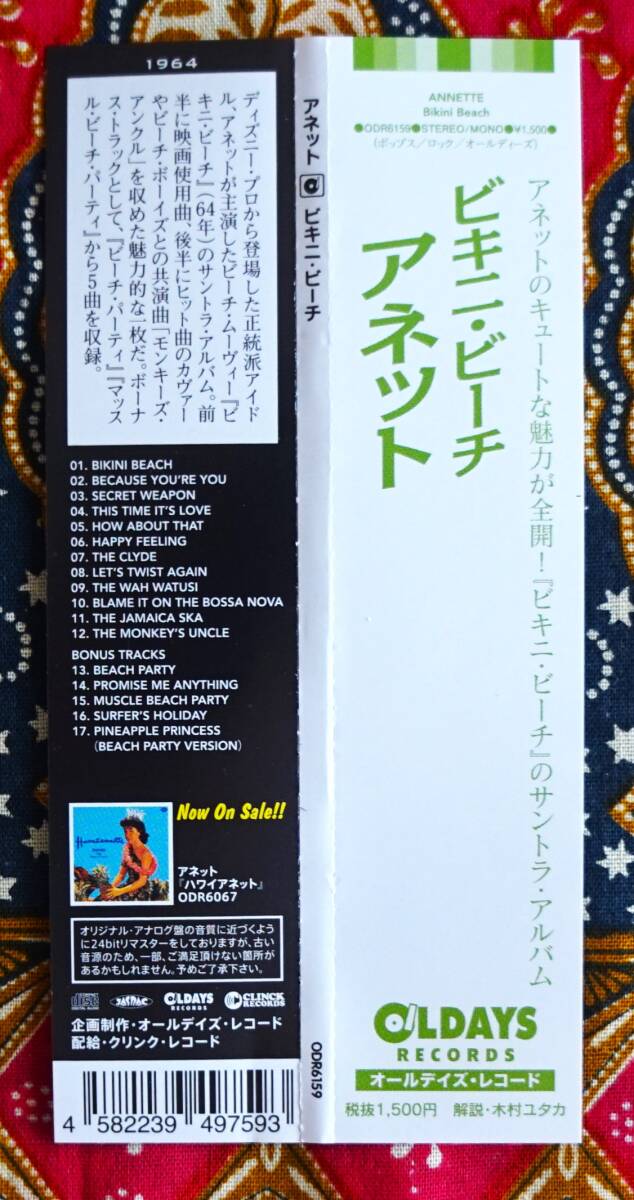 1964
ディズニー・プロから登場した正統派アイド
ル、アネットが主演したビーチ・ムーヴィー『ビ
キニ・ビーチ』（64年）のサントラ・アルバム。前
半に映画使用曲、後半にヒット曲のカヴァー
やビーチ・ボーイズとの共演曲「モンキーズ・
アンクル」を収めた魅力的な一枚だ。ボーナ
ス・トラックとして、『ビーチ・パーティ』『マッス
ル・ビーチ・パーティ』から5曲を収録。
01. BIKINI BEACH
02. BECAUSE YOU'RE YOU
03. SECRET WEAPON
04. THIS TIME IT'S LOVE
05. HOW ABOUT THAT
06. HAPPY FEELING
07. THE CLYDE
08. LET'S TWIST AGAIN
09. THE WAH WATUSI
10. BLAME IT ON THE BOSSA NOVA
11. THE JAMAICA SKA
12. THE MONKEY'S UNCLE
BONUS TRACKS
13. BEACH PARTY
14. PROMISE ME ANYTHING
15. MUSCLE BEACH PARTY
16. SURFER'S HOLIDAY
17. PINEAPPLE PRINCESS
(BEACH PARTY VERSION)
Now On Sale!!
Hawaiiannette
アネット
『ハワイアネット』
ODR6067
オリジナル・アナログ盤の音質に近づくよう
に24bitリマスターをしておりますが、古い
音源のため、一部、ご満足頂けない箇所が
あるかもしれません。予めご了承下さい。
JASRAC
OLDAYS RECORDS
CLINCK RECORDS
企画制作・オールデイズ・レコード
配給・クリンク・レコード
4 582239 497593
アネット ビキニ・ビーチ
ODR6159
ANNETTE
Bikini Beach
●ODR6159●STEREO/MONO●¥1,500●
（ポップス／ロック／オールディーズ）
アネットのキュートな魅力が全開！『ビキニ・ビーチ』のサントラ・アルバム
ビキニ・ビーチ
アネット
OLDAYS
RECORDS
オールデイズ・レコード
税抜1,500円 解説・木村ユタカ